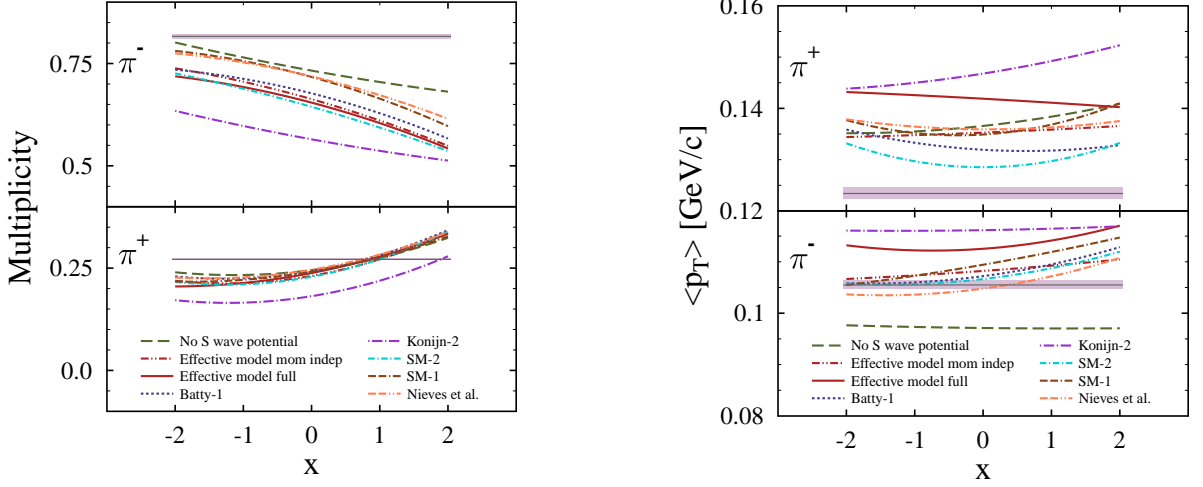 Multiplicity
0.75
0.5
0.25
0.0
π-
π+
No S wave potential
Effective model mom indep
Effective model full
Batty-1
Konijn-2
SM-2
SM-1
Nieves et al.
-2 -1 0 1 2
x
<pT> [GeV/c]
0.16
0.14
0.12
0.1
0.08
π+
π-
No S wave potential
Effective model mom indep
Effective model full
Batty-1
Konijn-2
SM-2
SM-1
Nieves et al.
-2 -1 0 1 2
x